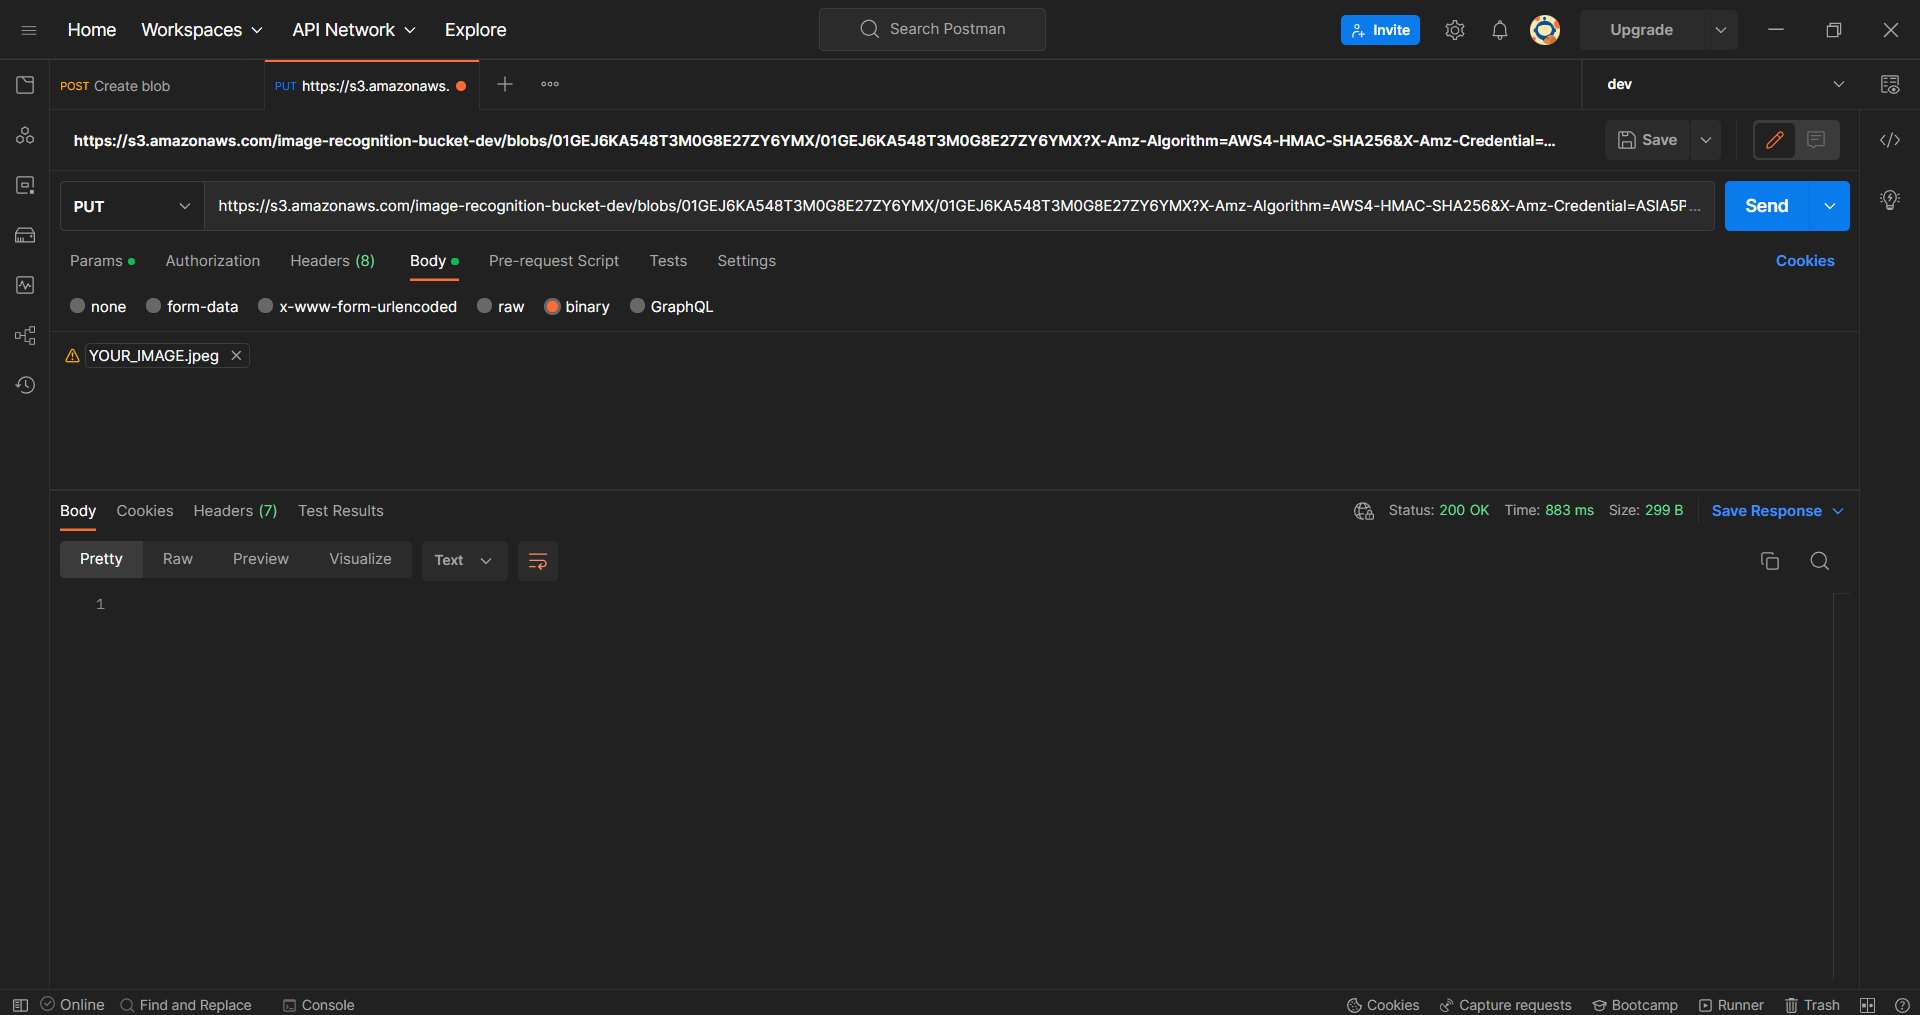 Home Workspaces API Network Explore Search Postman Invite Upgrade
POST Create blob PUT https://s3.amazonaws. dev
https://s3.amazonaws.com/image-recognition-bucket-dev/blobs/01GEJ6KA548T3M0G8E27ZY6YMX/01GEJ6KA548T3M0G8E27ZY6YMX?X-Amz-Algorithm=AWS4-HMAC-SHA256&X-Amz-Credential=... Save
PUT https://s3.amazonaws.com/image-recognition-bucket-dev/blobs/01GEJ6KA548T3M0G8E27ZY6YMX/01GEJ6KA548T3M0G8E27ZY6YMX?X-Amz-Algorithm=AWS4-HMAC-SHA256&X-Amz-Credential=ASIA5P... Send
Params Authorization Headers (8) Body Pre-request Script Tests Settings Cookies
none form-data x-www-form-urlencoded raw binary GraphQL
YOUR_IMAGE.jpeg
Body Cookies Headers (7) Test Results Status: 200 OK Time: 883 ms Size: 299 B Save Response
Pretty Raw Preview Visualize Text
1
Online Find and Replace Console Cookies Capture requests Bootcamp Runner Trash